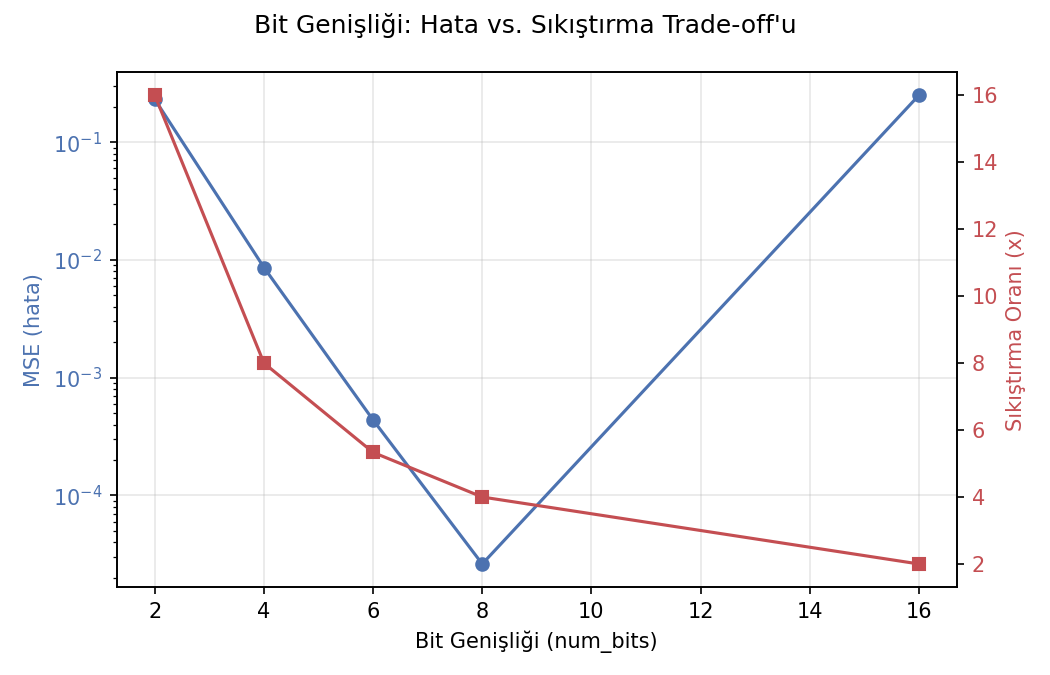 Bit Genişliği: Hata vs. Sıkıştırma Trade-off'u
MSE (hata)
10⁻¹
10⁻²
10⁻³
10⁻⁴
16
14
12
10
8
6
4
2
Sıkıştırma Oranı (x)
2 4 6 8 10 12 14 16
Bit Genişliği (num_bits)